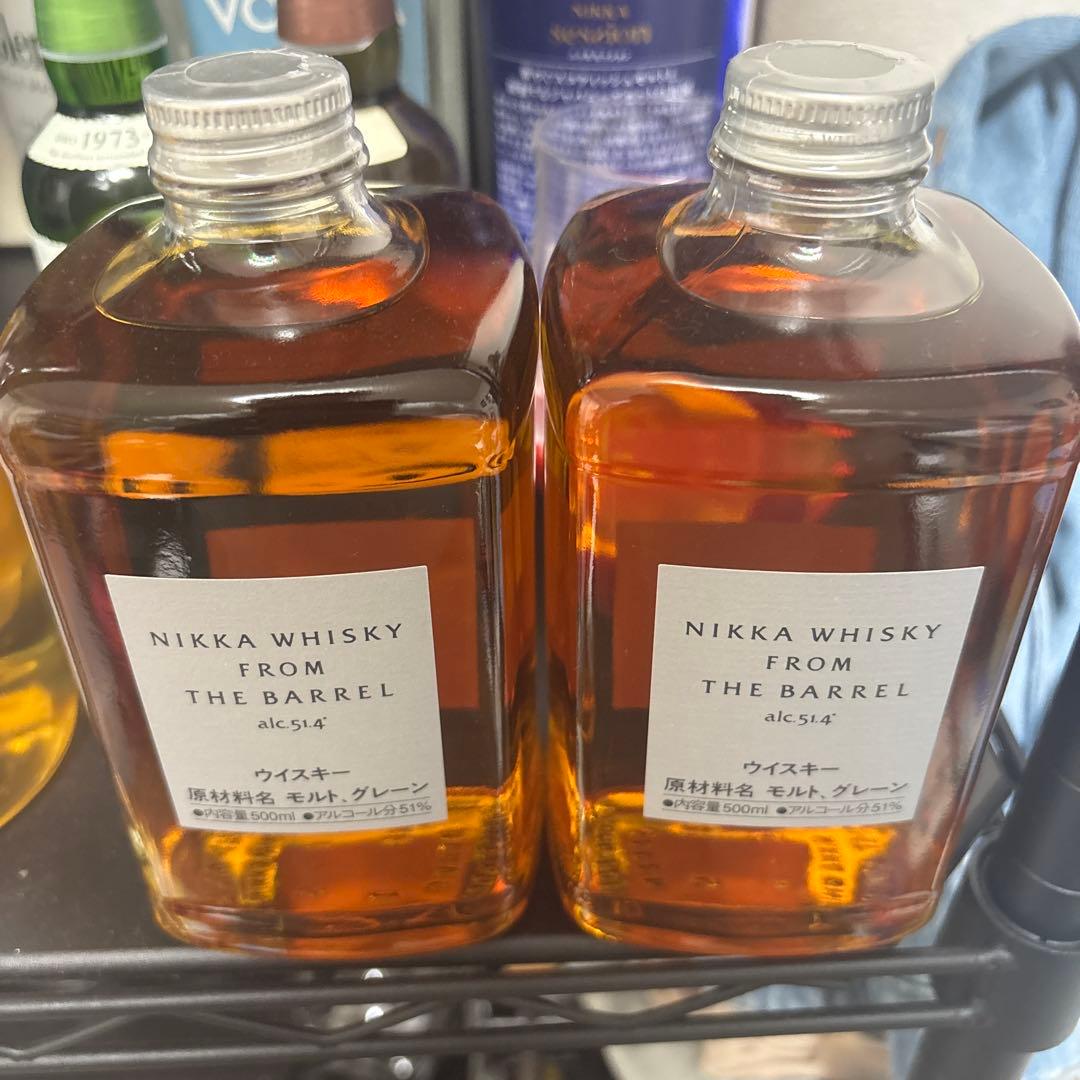 1973
NIKKA
NIKKA WHISKY
FROM
THE BARREL
alc.51.4°
ウイスキー
原材料名 モルト、グレーン
●内容量500ml ●アルコール分51%
NIKKA WHISKY
FROM
THE BARREL
alc.51.4°
ウイスキー
原材料名 モルト、グレーン
●内容量500ml ●アルコール分51%